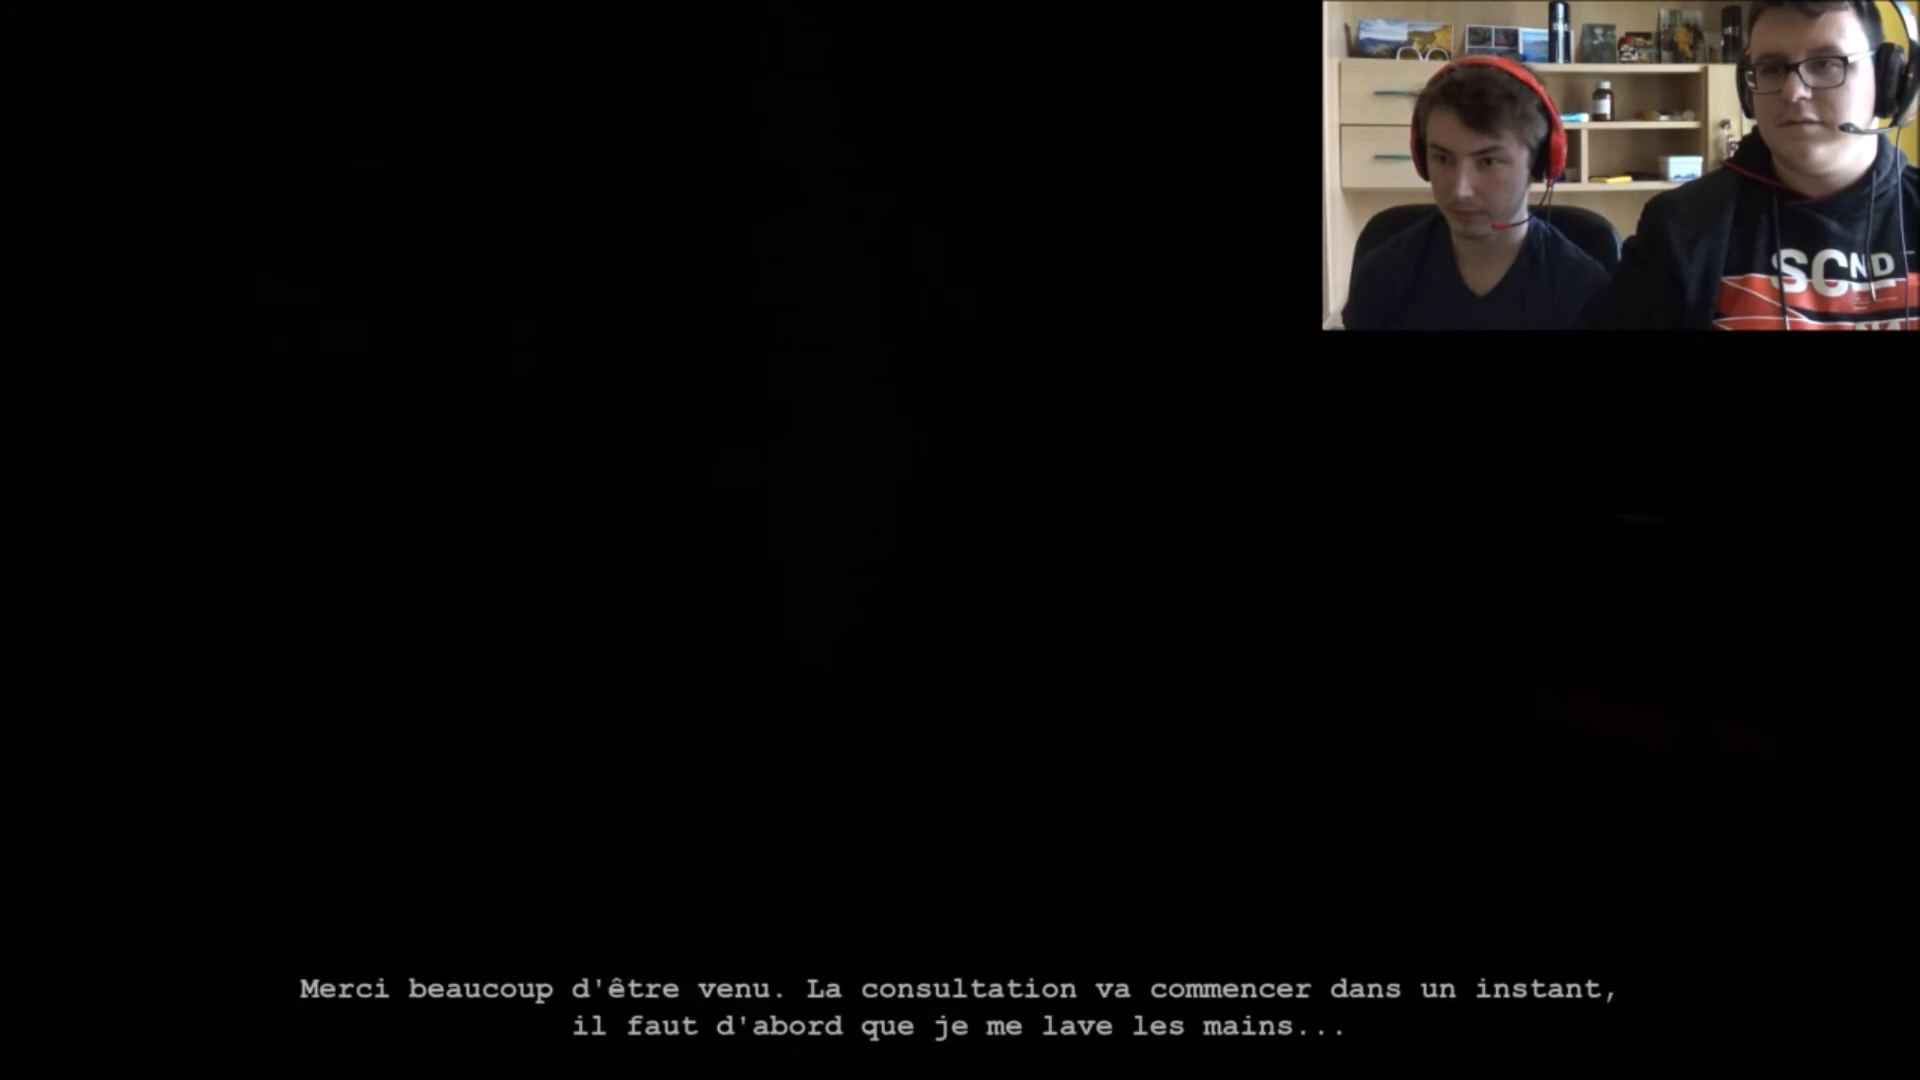 SCND
Merci beaucoup d'être venu. La consultation va commencer dans un instant,
il faut d'abord que je me lave les mains...